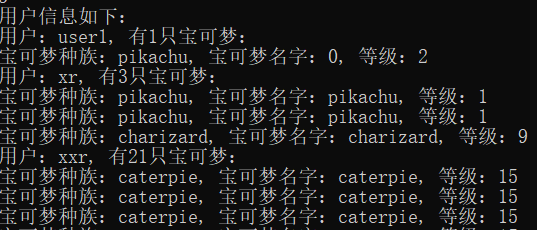 用户信息如下：
用户：user1, 有1只宝可梦：
宝可梦种族：pikachu, 宝可梦名字：0, 等级：2
用户：xr, 有3只宝可梦：
宝可梦种族：pikachu, 宝可梦名字：pikachu, 等级：1
宝可梦种族：pikachu, 宝可梦名字：pikachu, 等级：1
宝可梦种族：charizard, 宝可梦名字：charizard, 等级：9
用户：xxr, 有21只宝可梦：
宝可梦种族：caterpie, 宝可梦名字：caterpie, 等级：15
宝可梦种族：caterpie, 宝可梦名字：caterpie, 等级：15
宝可梦种族：caterpie, 宝可梦名字：caterpie, 等级：15